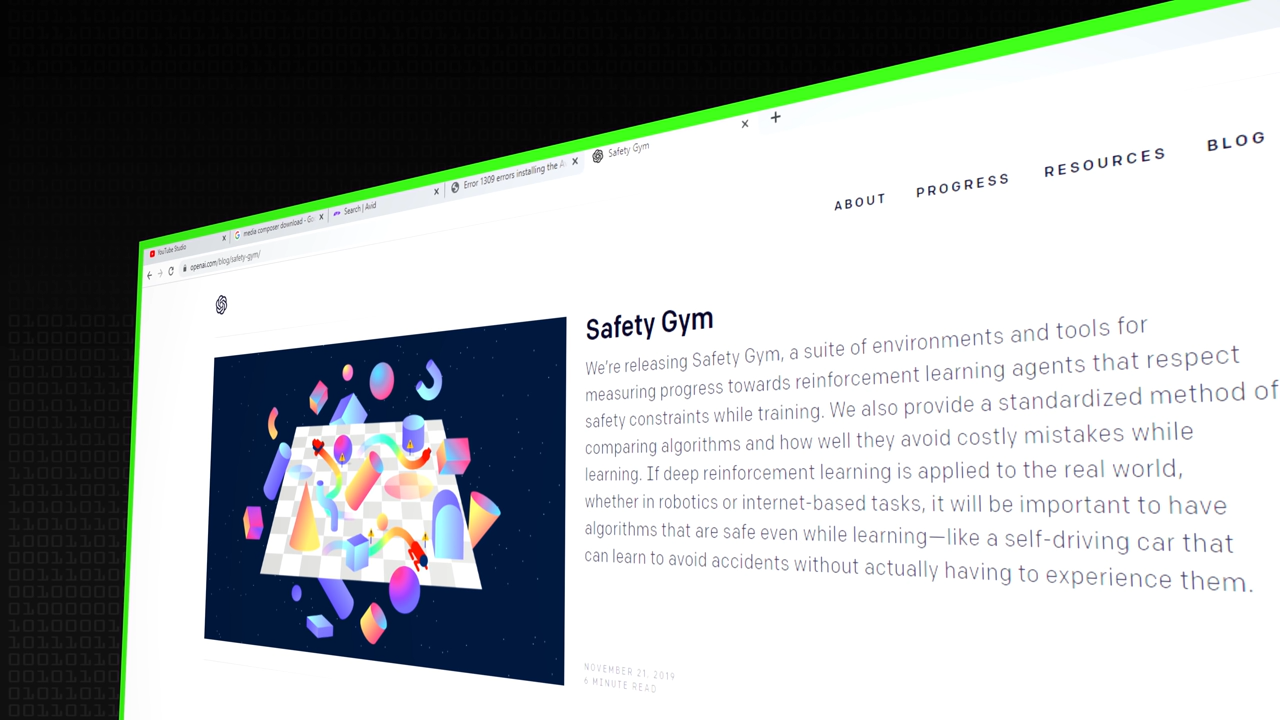 YouTube Studio
media composer download - Go
Search | Avid
Error 1309 errors installing the A
Safety Gym
openai.com/blog/safety-gym/
ABOUT PROGRESS RESOURCES BLOG
Safety Gym
We're releasing Safety Gym, a suite of environments and tools for
measuring progress towards reinforcement learning agents that respect
safety constraints while training. We also provide a standardized method of
comparing algorithms and how well they avoid costly mistakes while
learning. If deep reinforcement learning is applied to the real world,
whether in robotics or internet-based tasks, it will be important to have
algorithms that are safe even while learning—like a self-driving car that
can learn to avoid accidents without actually having to experience them.
NOVEMBER 21, 2019
6 MINUTE READ